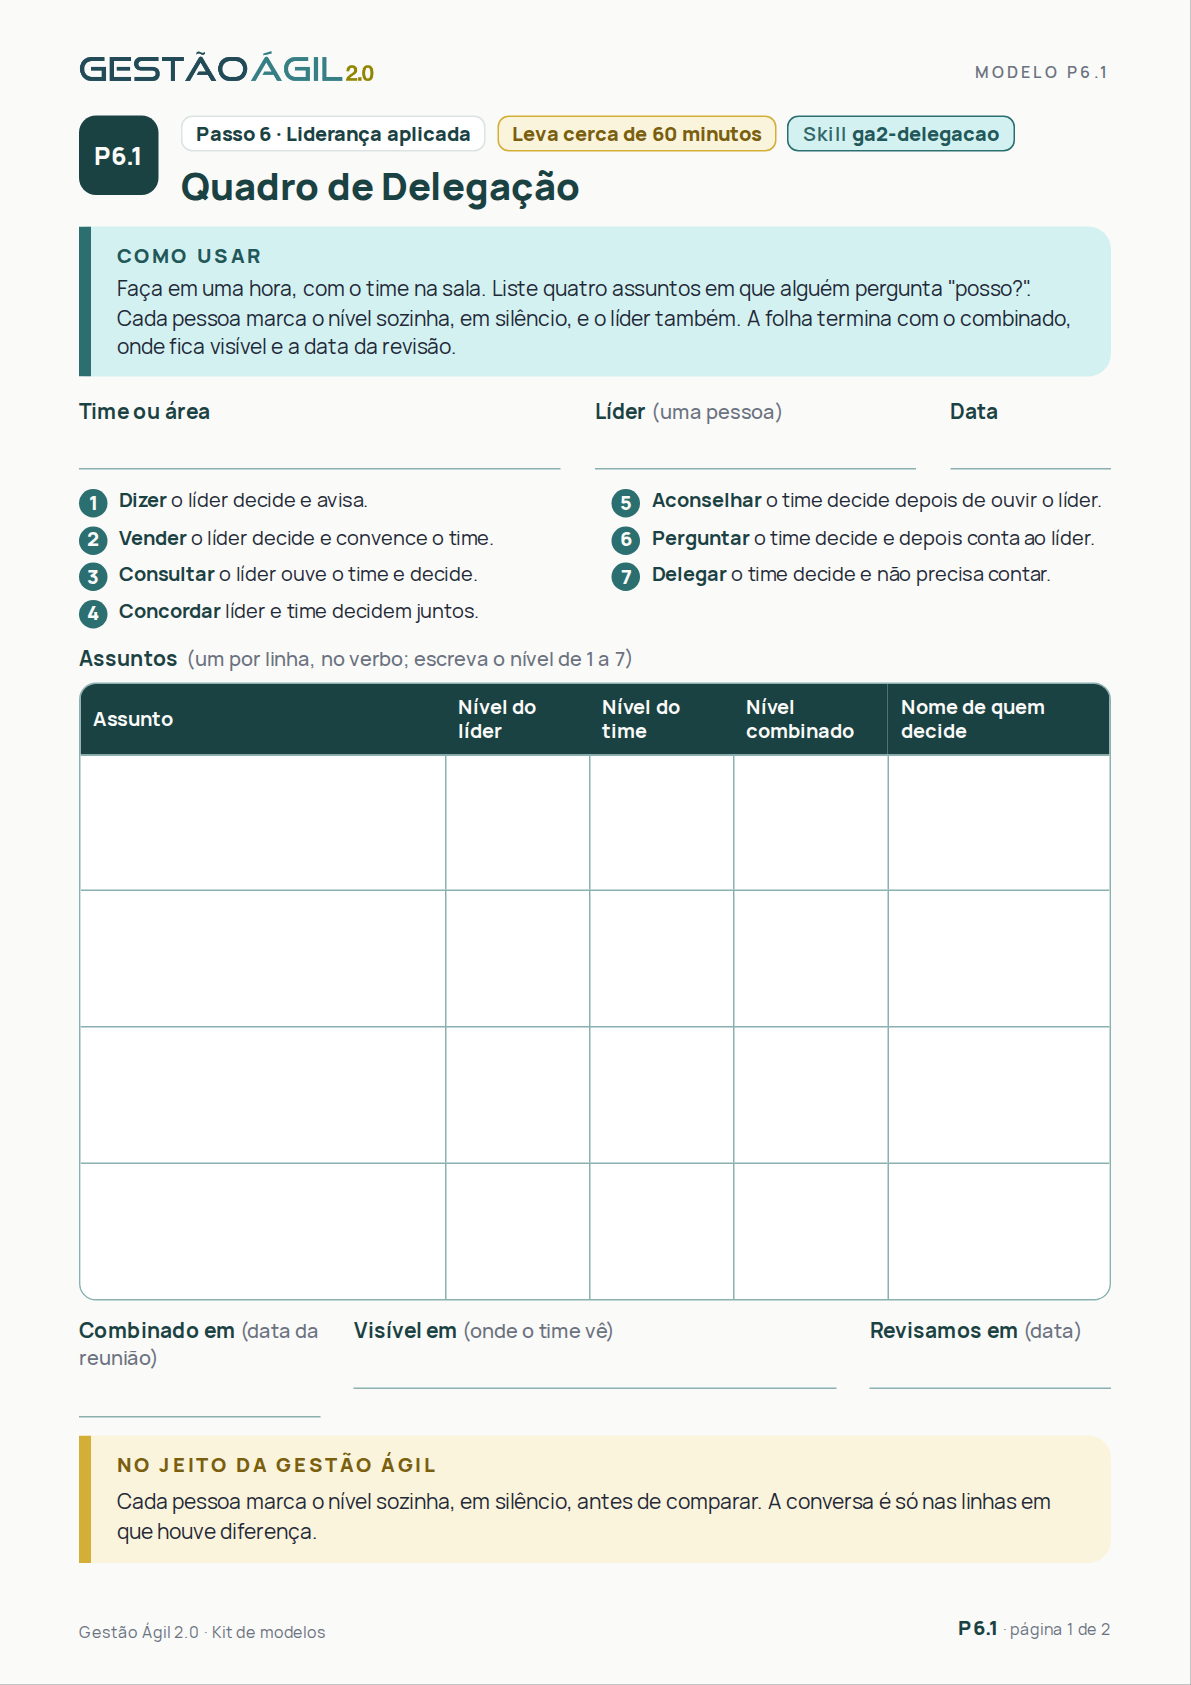 GESTÃOÁGIL2.0
MODELO P6.1
P6.1
Passo 6 · Liderança aplicada
Leva cerca de 60 minutos
Skill ga2-delegacao
Quadro de Delegação
COMO USAR
Faça em uma hora, com o time na sala. Liste quatro assuntos em que alguém pergunta "posso?".
Cada pessoa marca o nível sozinha, em silêncio, e o líder também. A folha termina com o combinado,
onde fica visível e a data da revisão.
Time ou área
Líder (uma pessoa)
Data
1 Dizer o líder decide e avisa.
2 Vender o líder decide e convence o time.
3 Consultar o líder ouve o time e decide.
4 Concordar líder e time decidem juntos.
5 Aconselhar o time decide depois de ouvir o líder.
6 Perguntar o time decide e depois conta ao líder.
7 Delegar o time decide e não precisa contar.
Assuntos (um por linha, no verbo; escreva o nível de 1 a 7)
Assunto
Nível do
líder
Nível do
time
Nível
combinado
Nome de quem
decide
Combinado em (data da
reunião)
Visível em (onde o time vê)
Revisamos em (data)
NO JEITO DA GESTÃO ÁGIL
Cada pessoa marca o nível sozinha, em silêncio, antes de comparar. A conversa é só nas linhas em
que houve diferença.
Gestão Ágil 2.0 · Kit de modelos
P6.1 · página 1 de 2